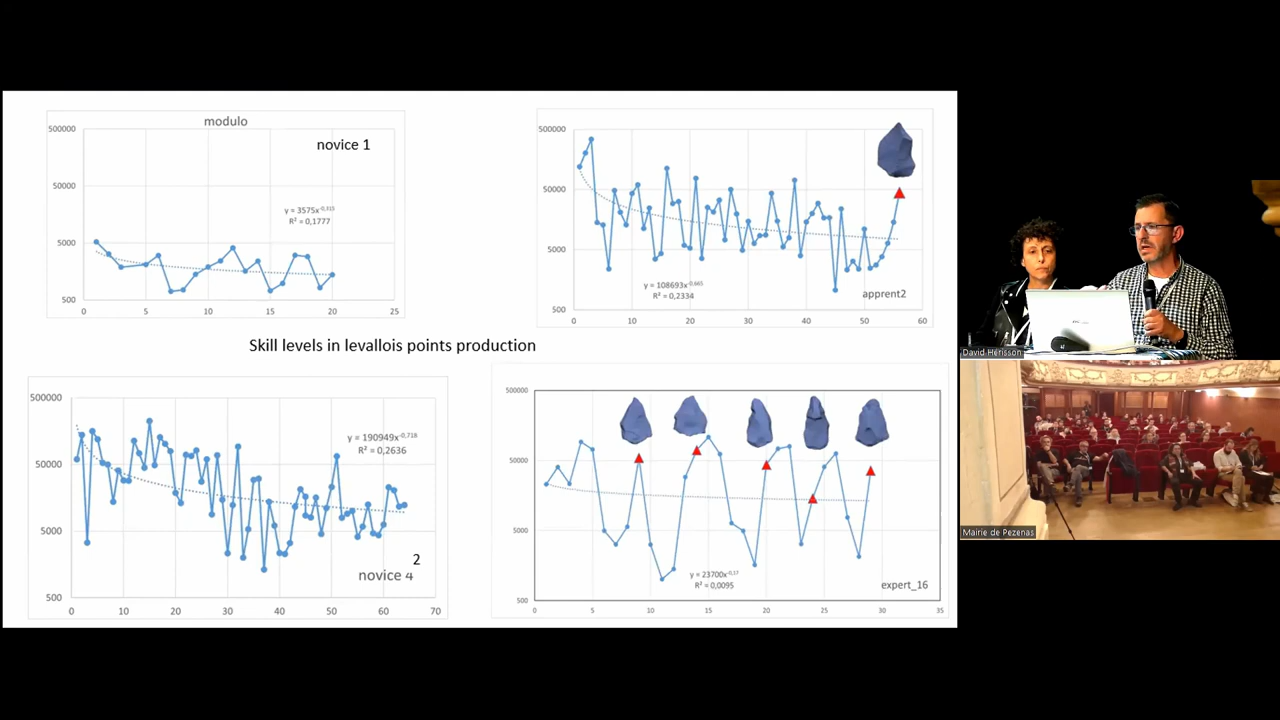 modulo
novice 1
500000
50000
5000
500
y = 3575x^-0,315
R² = 0,1777
0 5 10 15 20 25
500000
50000
5000
500
y = 108693x^-0,665
R² = 0,2334
apprent2
0 10 20 30 40 50 60
Skill levels in levallois points production
500000
50000
5000
500
y = 190949x^-0,718
R² = 0,2636
2
novice 4
0 10 20 30 40 50 60 70
500000
50000
5000
500
y = 23700x^-0,17
R² = 0,0095
expert_16
0 5 10 15 20 25 30 35
David Hérisson
Mairie de Pezenas